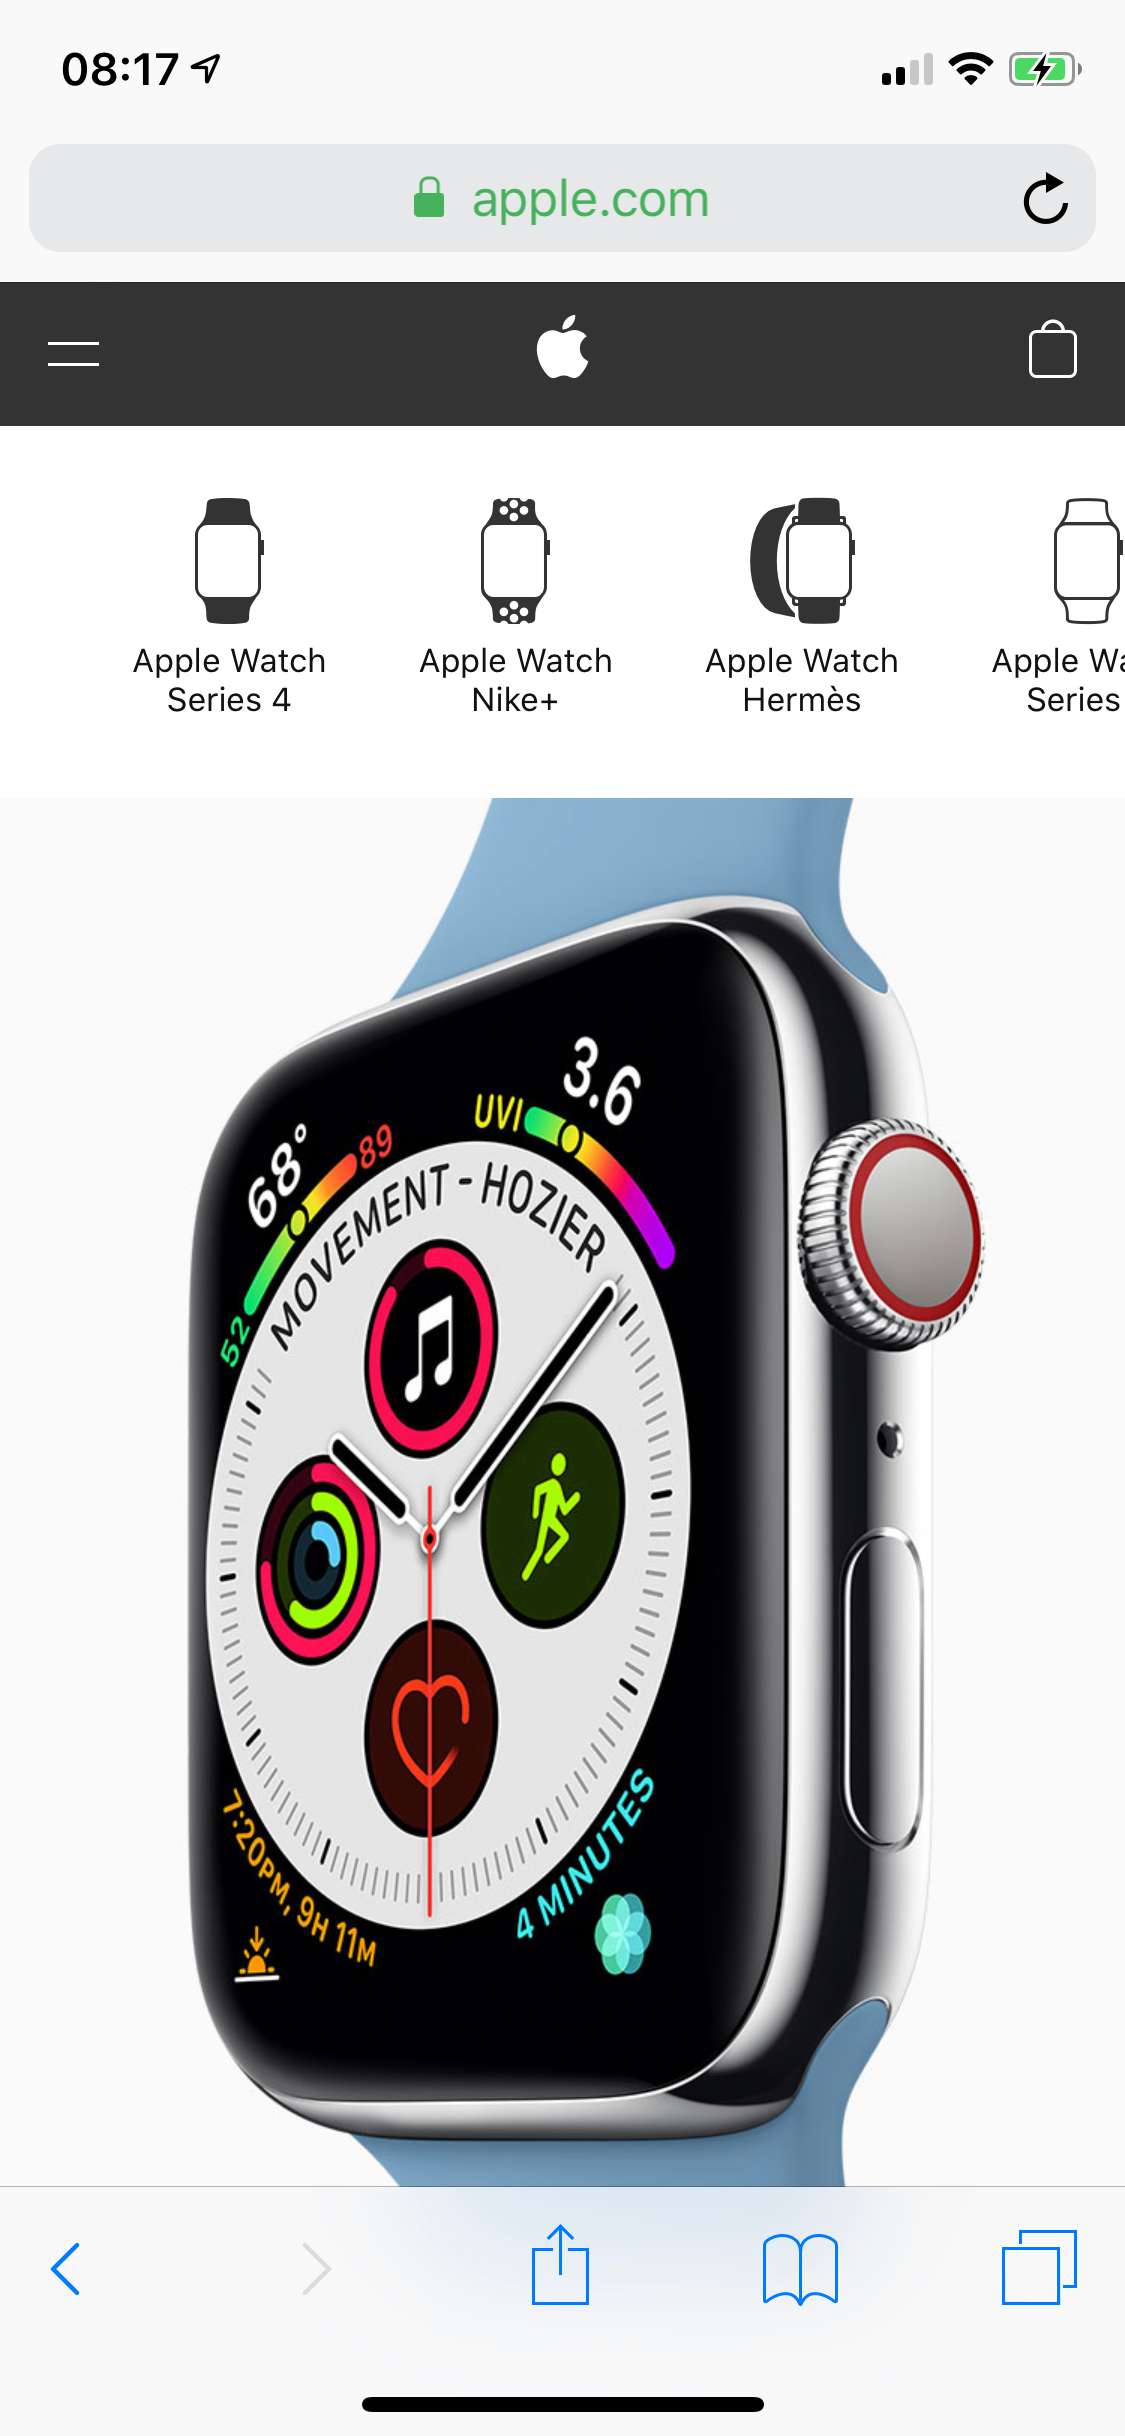 08:17
apple.com
Apple Watch
Series 4
Apple Watch
Nike+
Apple Watch
Hermès
Apple Wa
Series
3.6
UVI
68°
89
52
MOVEMENT - HOZIER
7:20PM, 9H 11M
4 MINUTES